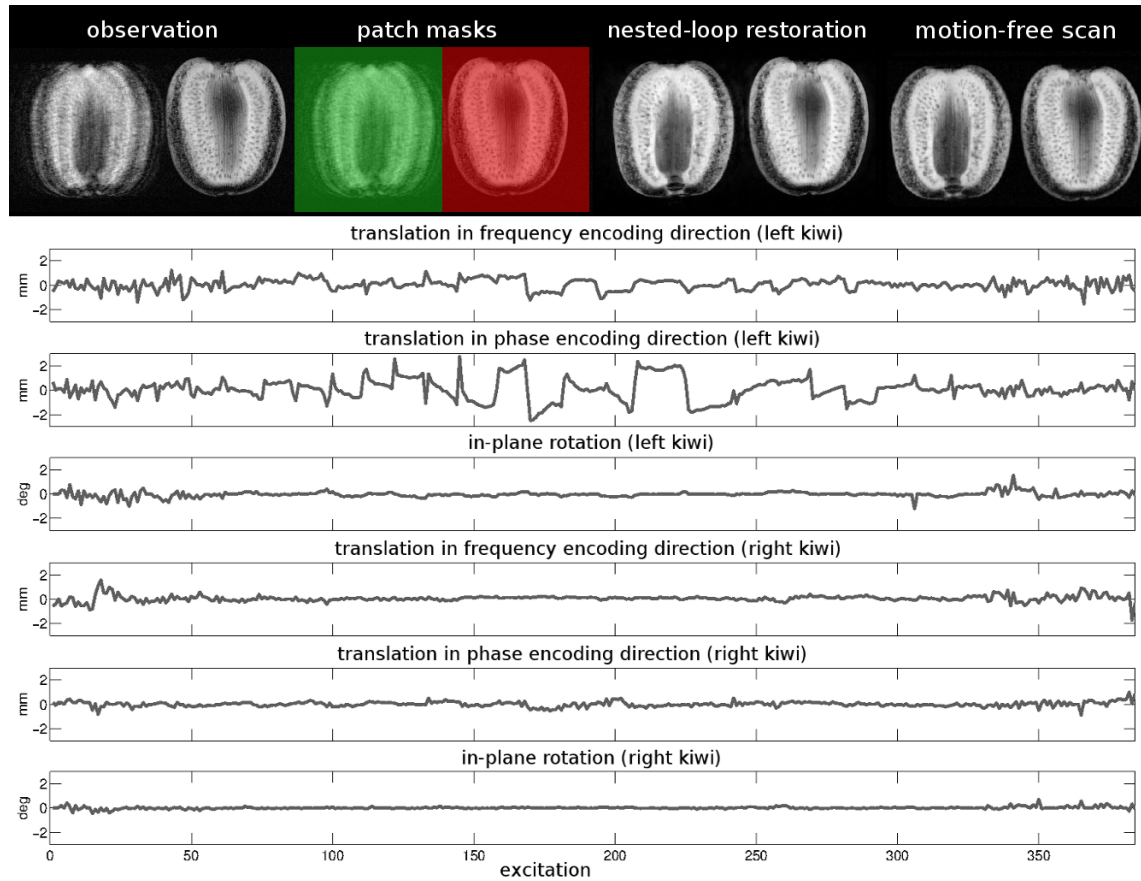 observation
patch masks
nested-loop restoration
motion-free scan
translation in frequency encoding direction (left kiwi)
mm
2
0
−2
translation in phase encoding direction (left kiwi)
mm
2
0
−2
in-plane rotation (left kiwi)
deg
2
0
−2
translation in frequency encoding direction (right kiwi)
mm
2
0
−2
translation in phase encoding direction (right kiwi)
mm
2
0
−2
in-plane rotation (right kiwi)
deg
2
0
−2
0 50 100 150 200 250 300 350
excitation